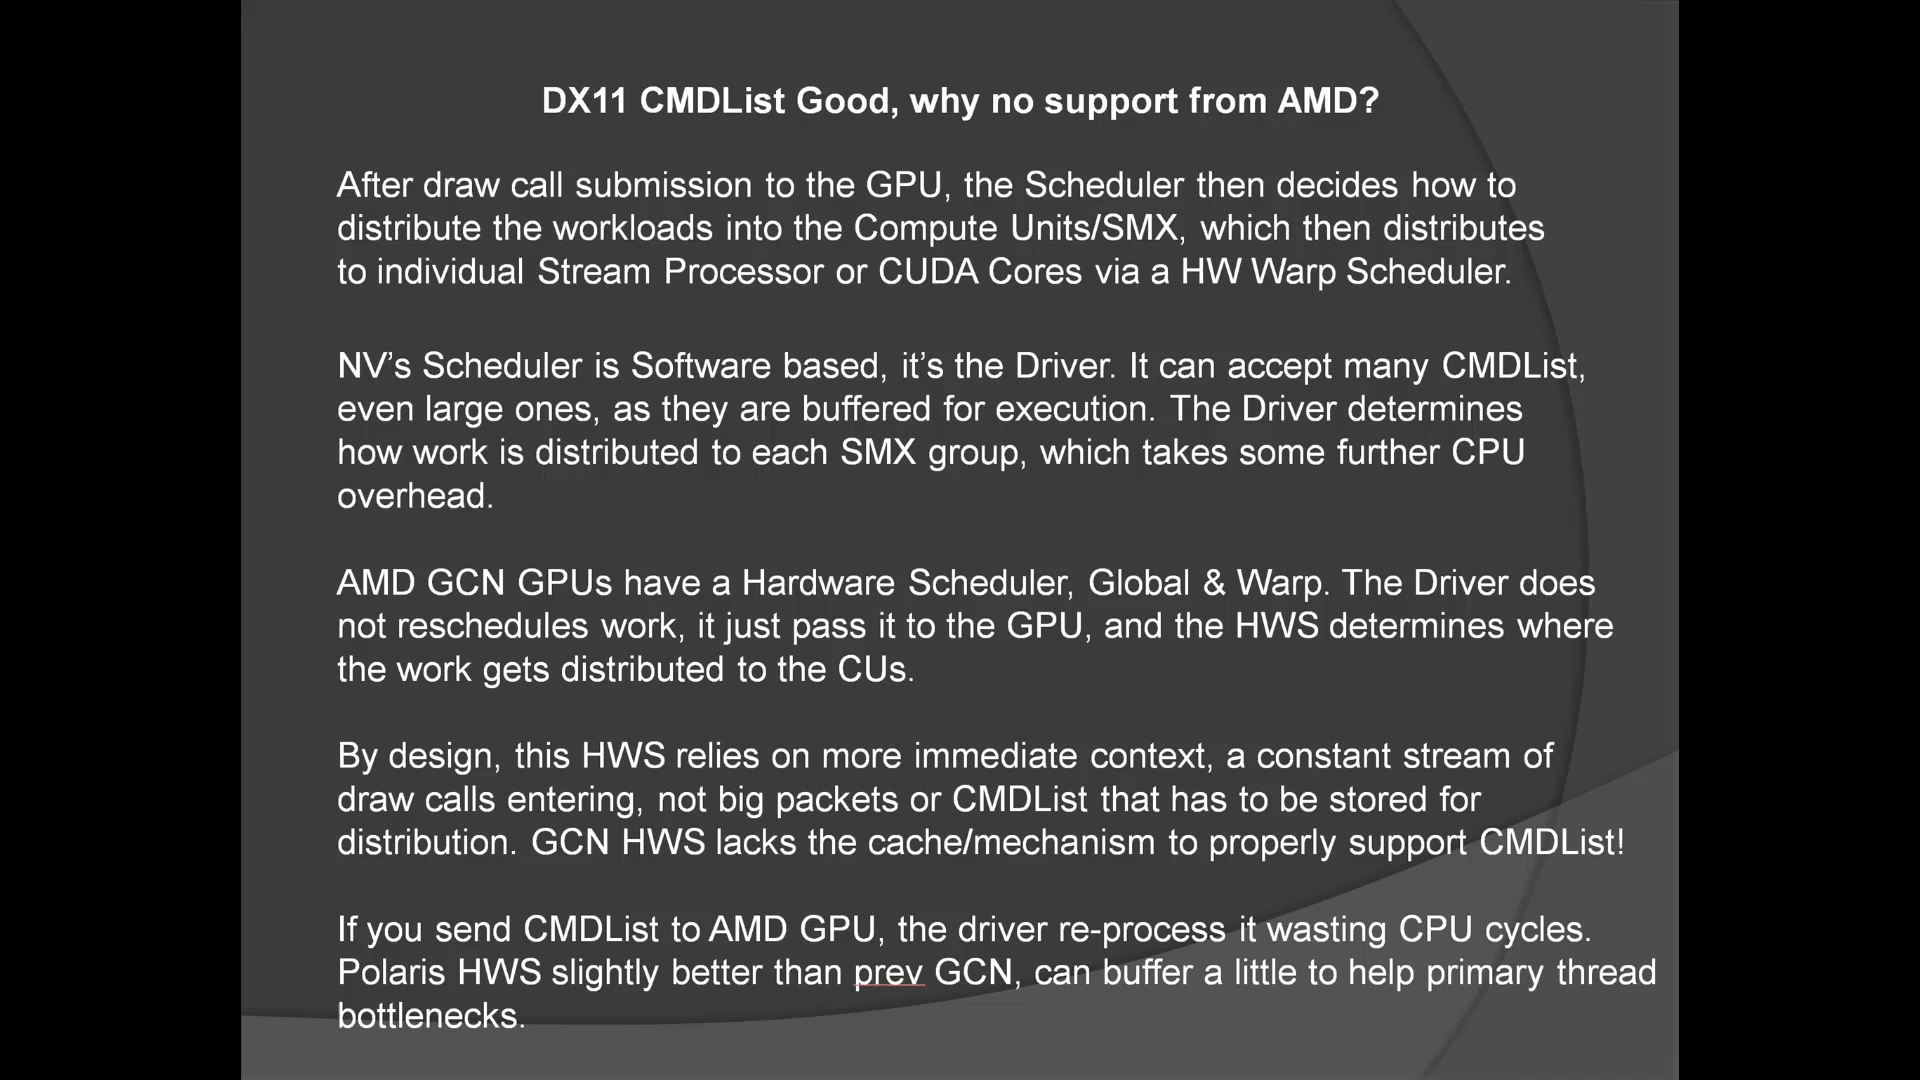 DX11 CMDList Good, why no support from AMD?
After draw call submission to the GPU, the Scheduler then decides how to
distribute the workloads into the Compute Units/SMX, which then distributes
to individual Stream Processor or CUDA Cores via a HW Warp Scheduler.
NV’s Scheduler is Software based, it’s the Driver. It can accept many CMDList,
even large ones, as they are buffered for execution. The Driver determines
how work is distributed to each SMX group, which takes some further CPU
overhead.
AMD GCN GPUs have a Hardware Scheduler, Global & Warp. The Driver does
not reschedules work, it just pass it to the GPU, and the HWS determines where
the work gets distributed to the CUs.
By design, this HWS relies on more immediate context, a constant stream of
draw calls entering, not big packets or CMDList that has to be stored for
distribution. GCN HWS lacks the cache/mechanism to properly support CMDList!
If you send CMDList to AMD GPU, the driver re-process it wasting CPU cycles.
Polaris HWS slightly better than prev GCN, can buffer a little to help primary thread
bottlenecks.